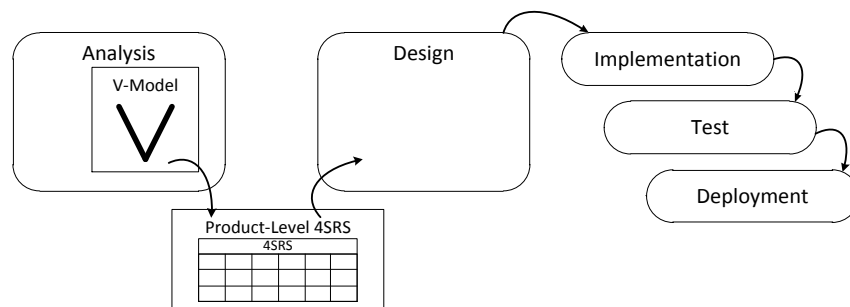 Analysis
V-Model
Design
Implementation
Test
Deployment
Product-Level 4SRS
4SRS